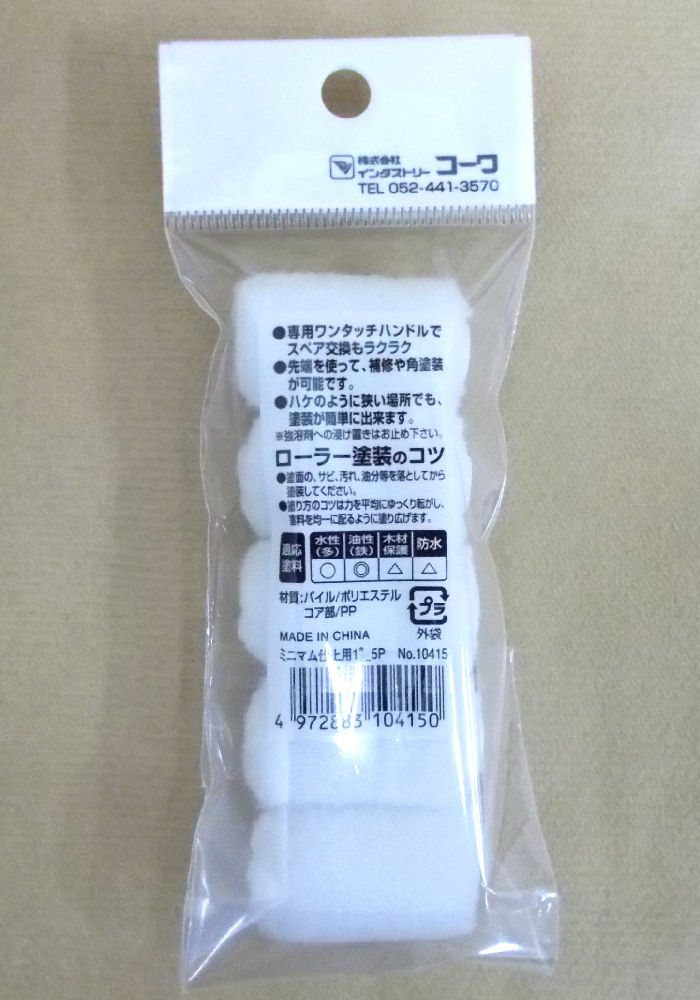 株式会社
インダストリー コーワ
TEL 052-441-3570
●専用ワンタッチハンドルで
スペア交換もラクラク
●先端を使って、補修や角塗装
が可能です。
●ハケのように狭い場所でも、
塗装が簡単に出来ます。
※強溶剤への浸け置きはお止め下さい。
ローラー塗装のコツ
●塗面の、サビ、汚れ、油分等を落としてから
塗装してください。
●塗り方のコツは力を平均にゆっくり転がし、
塗料を均一に配るように塗り広げます。
適応塗料 水性(多) 油性(鉄) 木材保護 防水
○ ◎ △ △
材質:パイル/ポリエステル
コア部/PP
プラ
外袋
MADE IN CHINA
ミニマム仕上用1"_5P No.10415
4 972883 104150